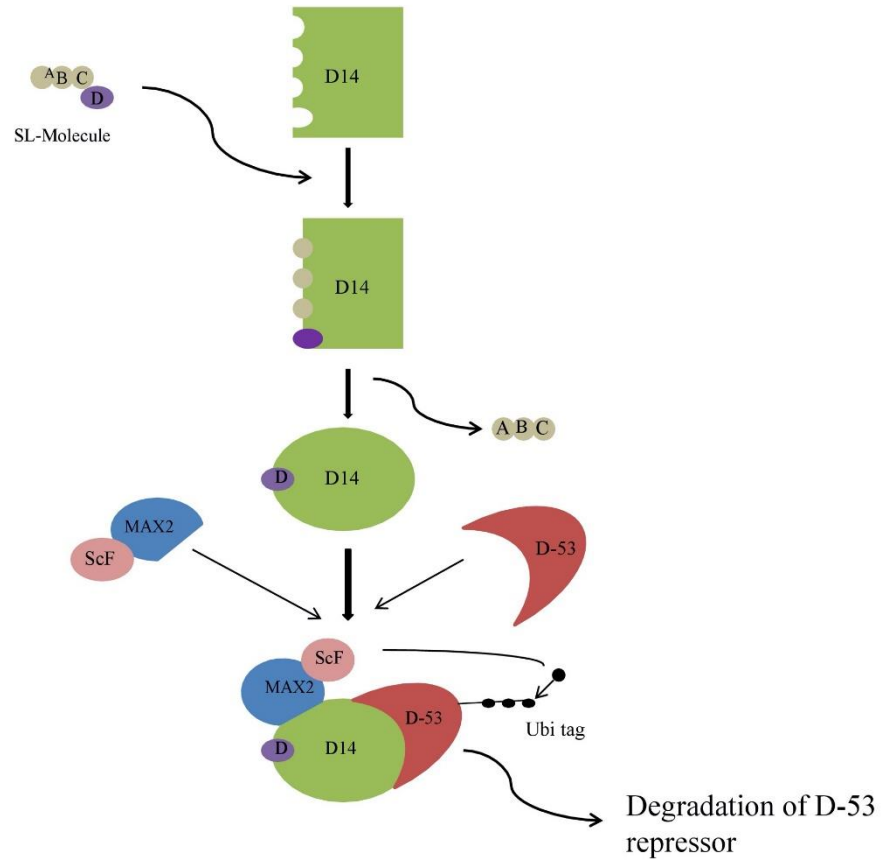 D14
A B C
D
SL-Molecule
D14
A B C
D
D14
MAX2
ScF
D-53
ScF
MAX2
D-53
D
D14
Ubi tag
Degradation of D-53
repressor